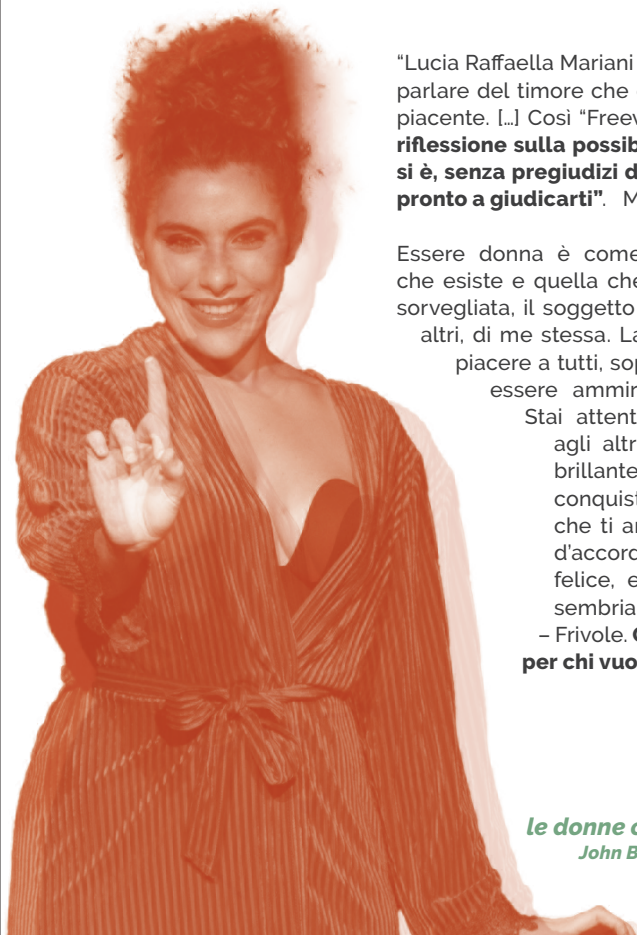 “Lucia Raffaella Mariani
parlare del timore che
piacente. […] Così “Freev
riflessione sulla possib
si è, senza pregiudizi d
pronto a giudicarti”. M
Essere donna è come
che esiste e quella che
sorvegliata, il soggetto
altri, di me stessa. La
piacere a tutti, sop
essere ammir
Stai attent
agli altr
brillante
conquist
che ti a
d’accord
felice, e
sembria
– Frivole.
per chi vuo
le donne
John B